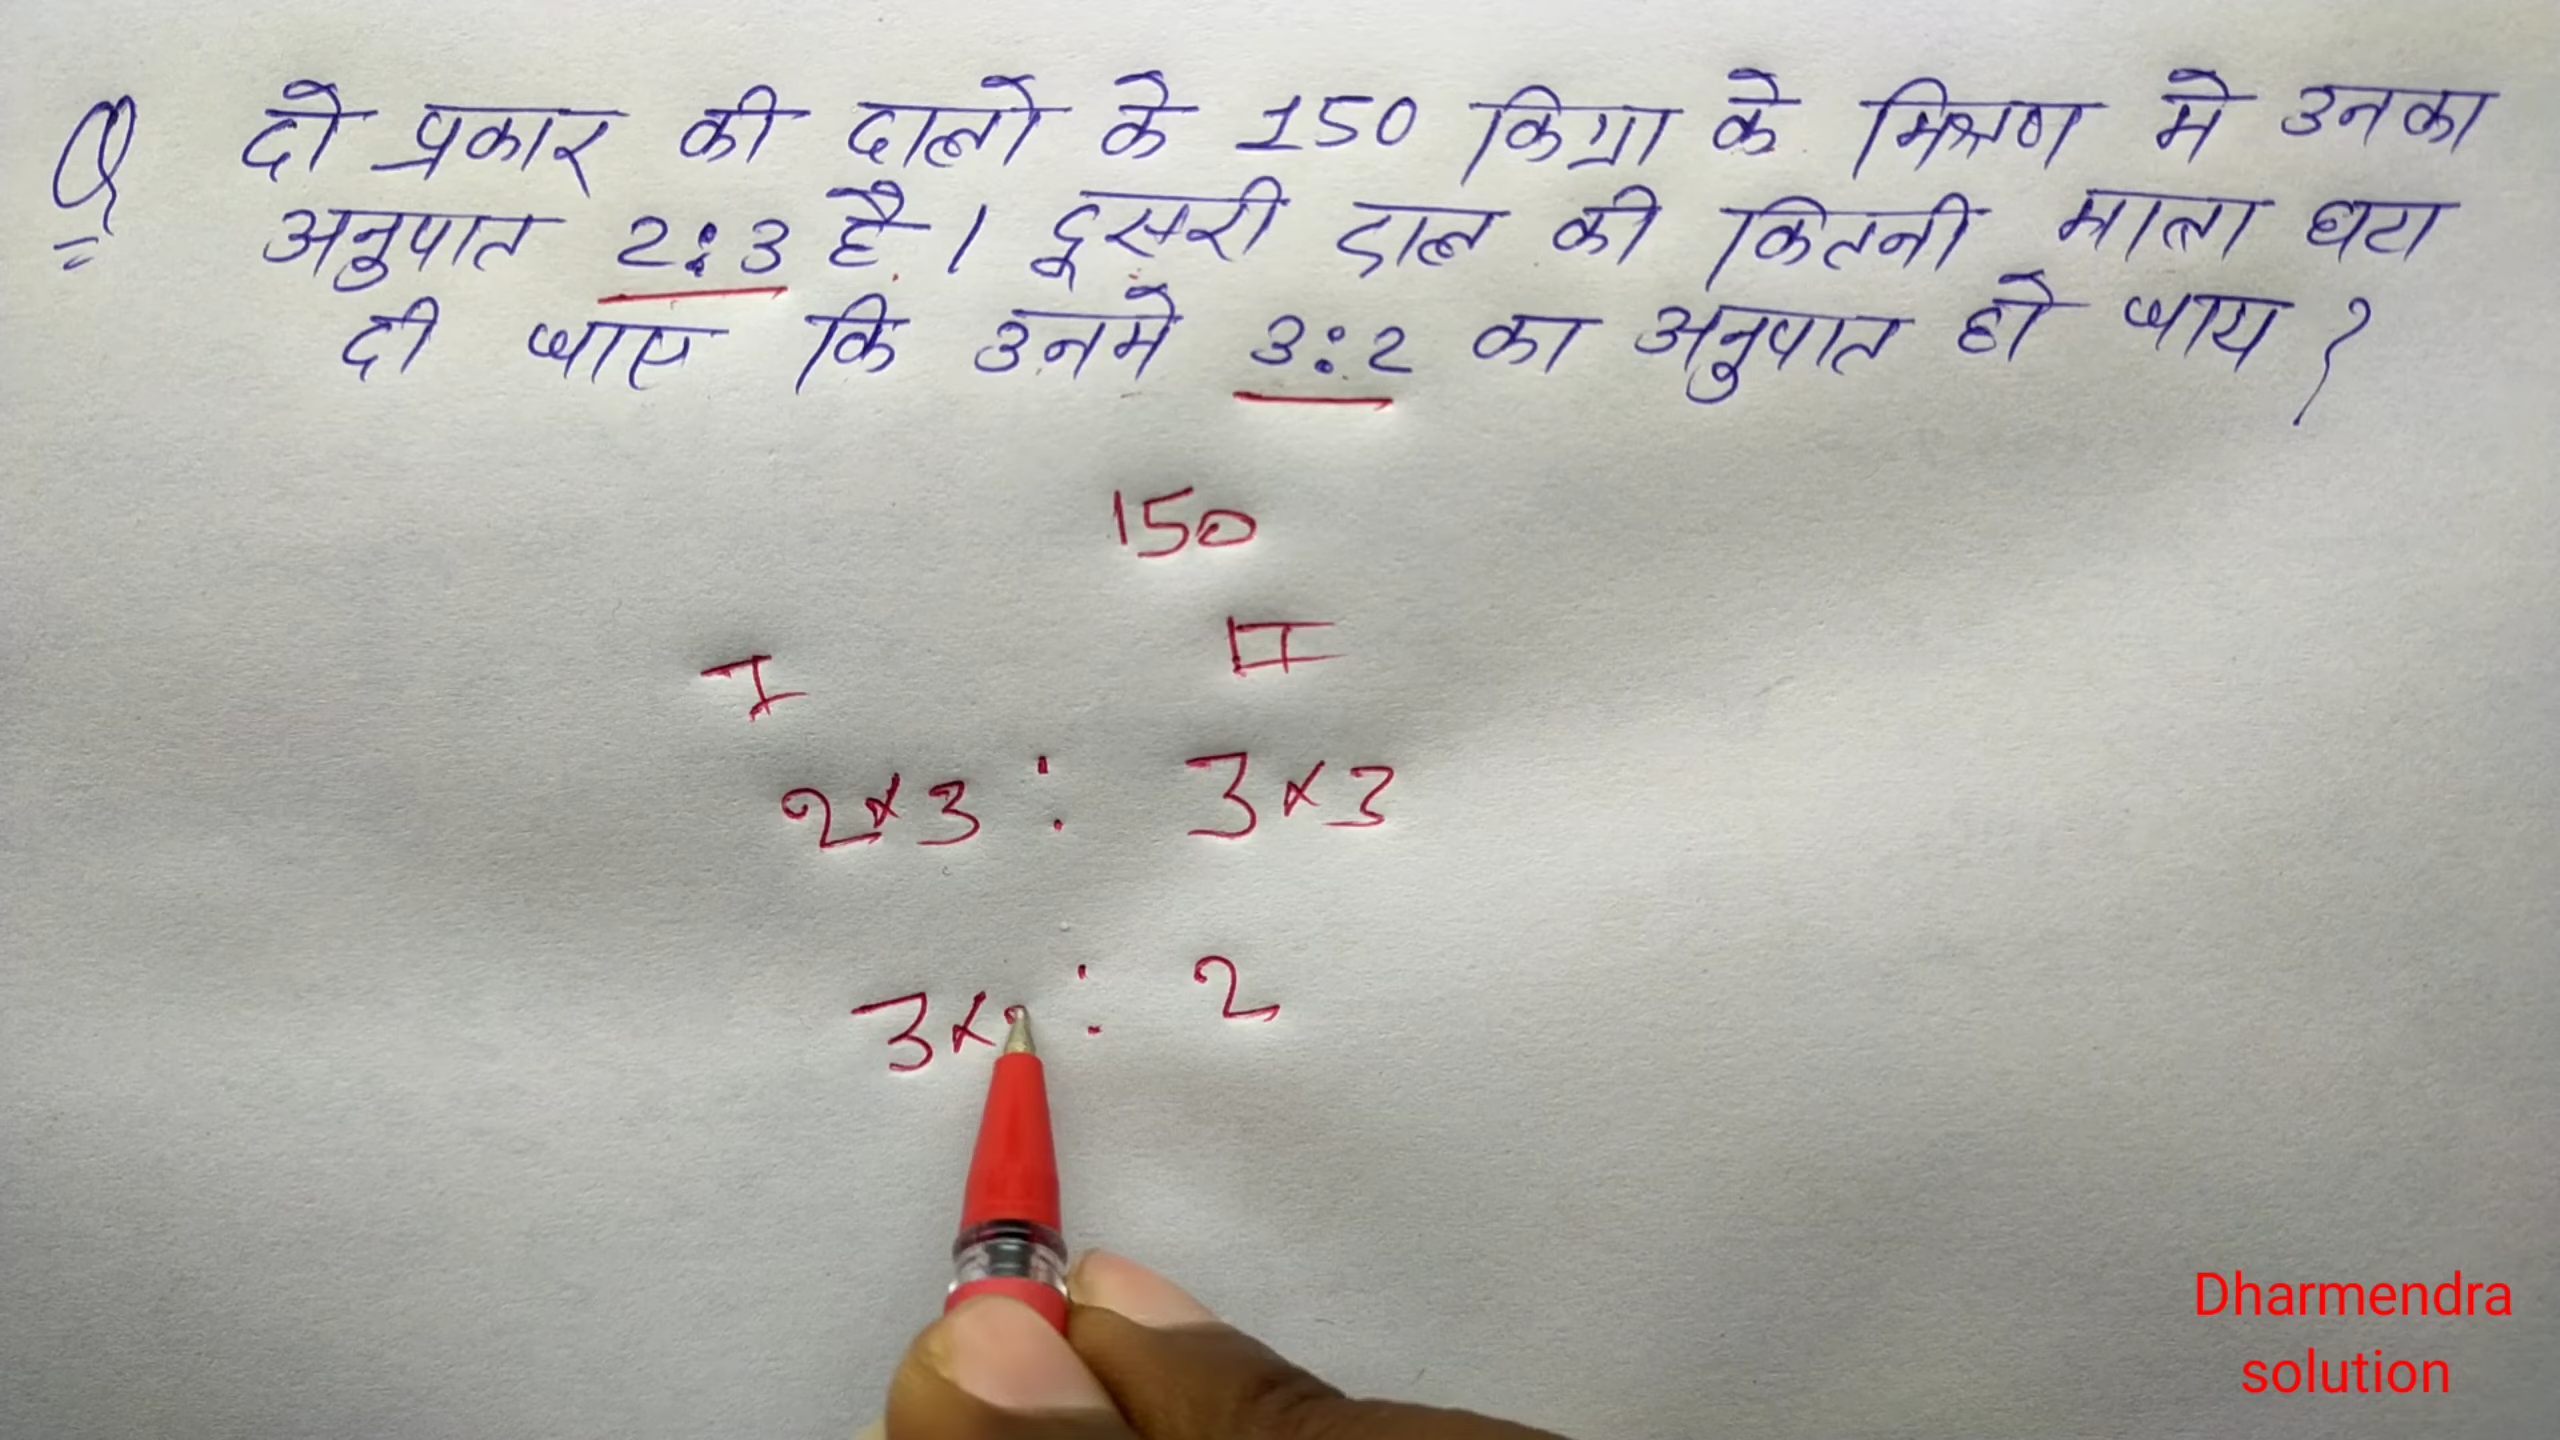 Q दो प्रकार की दालो के 150 किग्रा के मिश्रण मे उनका
अनुपात 2:3 है। दूसरी दाल की कितनी मात्रा घटा
दी जाए कि उनमे 3:2 का अनुपात हो जाय ?
150
I II
2×3 : 3×3
3× : 2
Dharmendra
solution